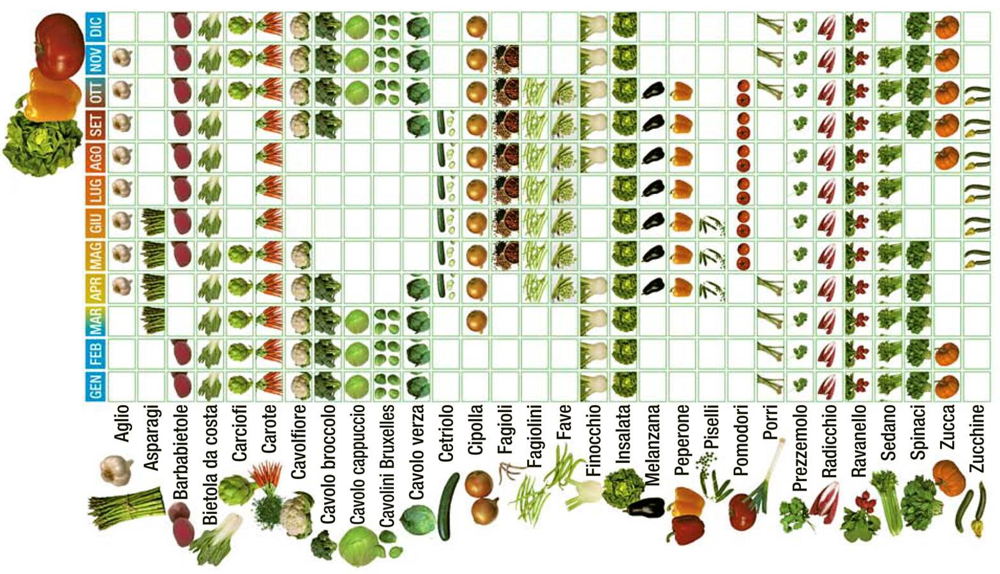 DIC
NOV
OTT
SET
AGO
LUG
GIU
MAG
APR
MAR
FEB
GEN
Aglio
Asparagi
Barbabietole
Bietola da costa
Carciofi
Carote
Cavolfiore
Cavolo broccolo
Cavolo cappuccio
Cavolini Bruxelles
Cavolo verza
Cetriolo
Cipolla
Fagioli
Fagiolini
Fave
Finocchio
Insalata
Melanzana
Peperone
Piselli
Pomodori
Porri
Prezzemolo
Radicchio
Ravanello
Sedano
Spinaci
Zucca
Zucchine